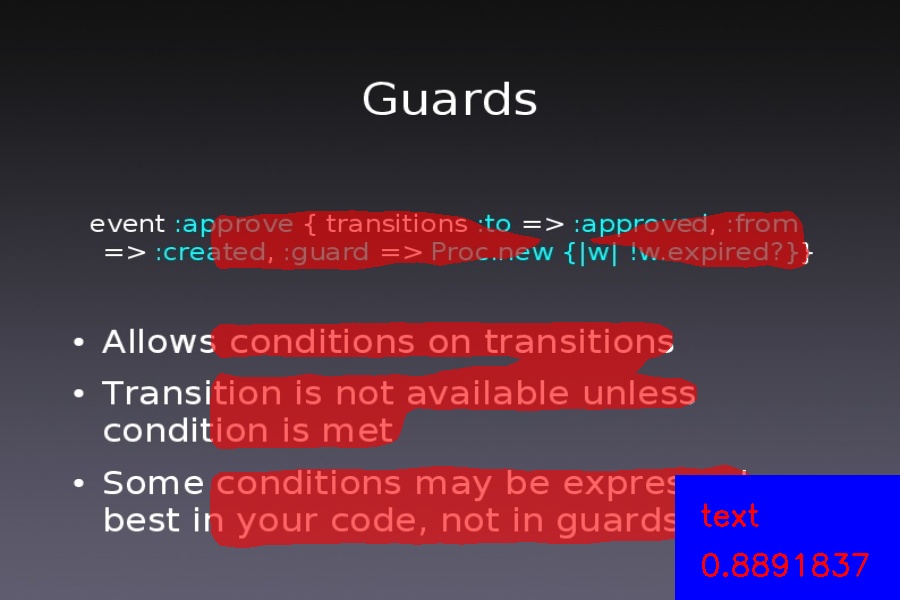 Guards
event :approve { transitions :to => :approved, :from
=> :created, :guard => Proc.new {|w| !w.expired?}}
• Allows conditions on transitions
• Transition is not available unless
condition is met
• Some conditions may be
best in your code, not in guards
text
0.8891837